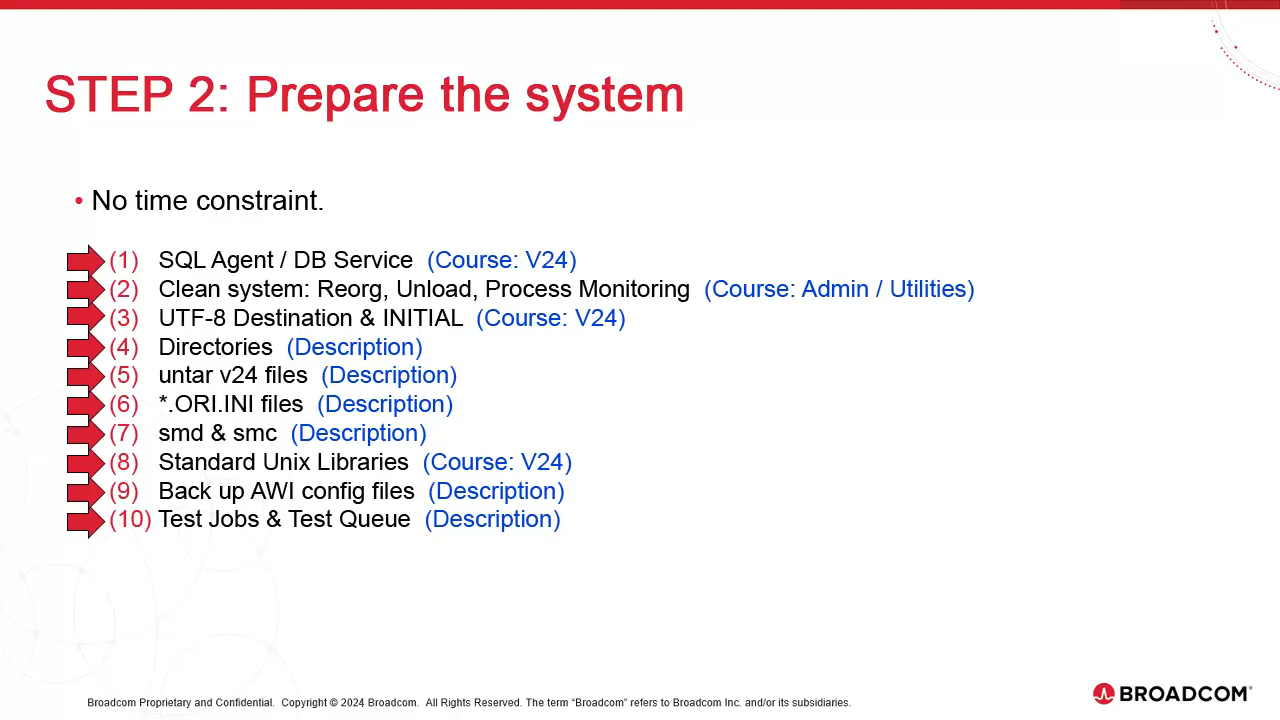 STEP 2: Prepare the system
• No time constraint.
(1) SQL Agent / DB Service (Course: V24)
(2) Clean system: Reorg, Unload, Process Monitoring (Course: Admin / Utilities)
(3) UTF-8 Destination & INITIAL (Course: V24)
(4) Directories (Description)
(5) untar v24 files (Description)
(6) *.ORI.INI files (Description)
(7) smd & smc (Description)
(8) Standard Unix Libraries (Course: V24)
(9) Back up AWI config files (Description)
(10) Test Jobs & Test Queue (Description)
Broadcom Proprietary and Confidential. Copyright © 2024 Broadcom. All Rights Reserved. The term “Broadcom” refers to Broadcom Inc. and/or its subsidiaries.
BROADCOM®